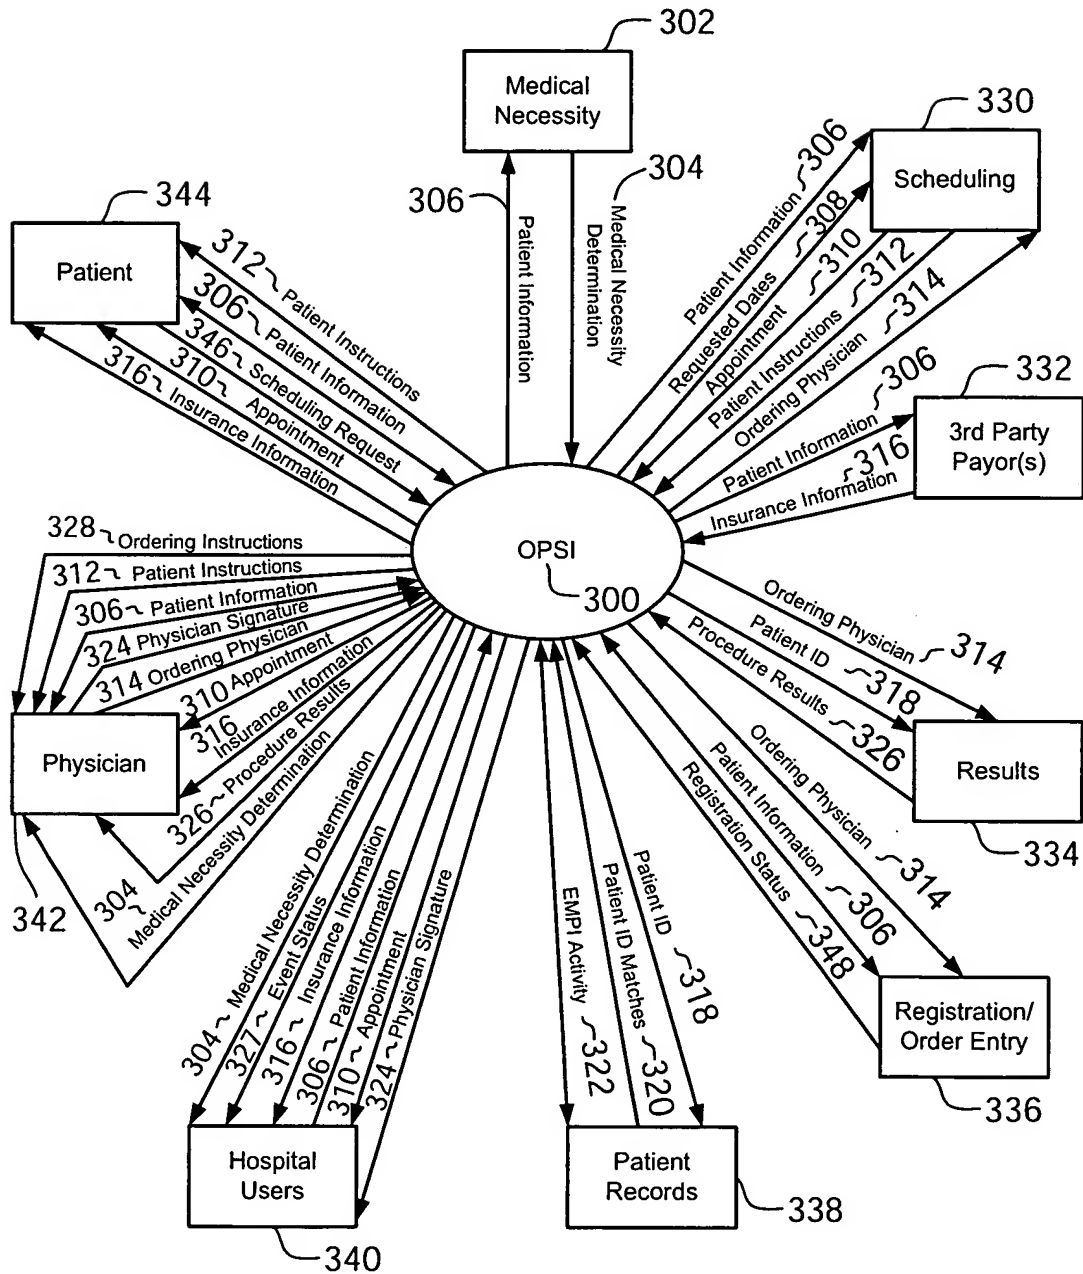 302
Medical
Necessity
304
306
Patient Information
Medical Necessity
Determination
330
Scheduling
Patient Information 306
Requested Dates 308
Appointment 310
Patient Instructions 312
Ordering Physician 314
344
Patient
312 Patient Instructions
306 Patient Information
346 Scheduling Request
310 Appointment
316 Insurance Information
332
3rd Party
Payor(s)
Patient Information 306
Insurance Information 316
OPSI
300
328 Ordering Instructions
312 Patient Instructions
306 Patient Information
324 Physician Signature
314 Ordering Physician
310 Appointment
316 Insurance Information
326 Procedure Results
304 Medical Necessity Determination
Physician
342
Ordering Physician 314
Patient ID 318
Procedure Results 326
Results
334
Ordering Physician 314
Patient Information 306
Registration Status 348
Registration/
Order Entry
336
304 Medical Necessity Determination
327 Event Status
316 Insurance Information
306 Patient Information
310 Appointment
324 Physician Signature
Hospital
Users
340
Patient ID 318
Patient ID Matches 320
EMPI Activity 322
Patient
Records
338